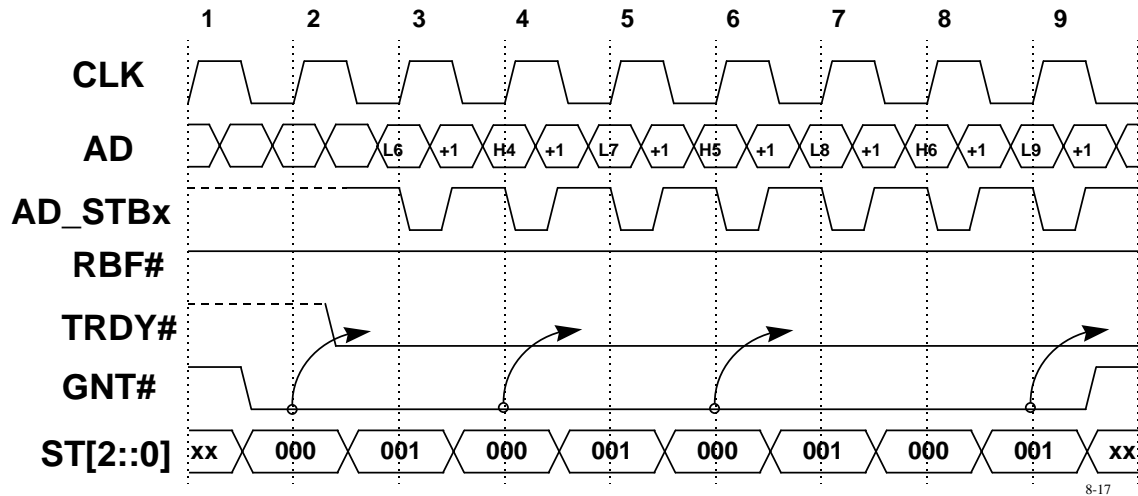 1 2 3 4 5 6 7 8 9
CLK
AD L6 +1 H4 +1 L7 +1 H5 +1 L8 +1 H6 +1 L9 +1
AD_STBx
RBF#
TRDY#
GNT#
ST[2::0] xx 000 001 000 001 000 001 000 001 xx
8-17